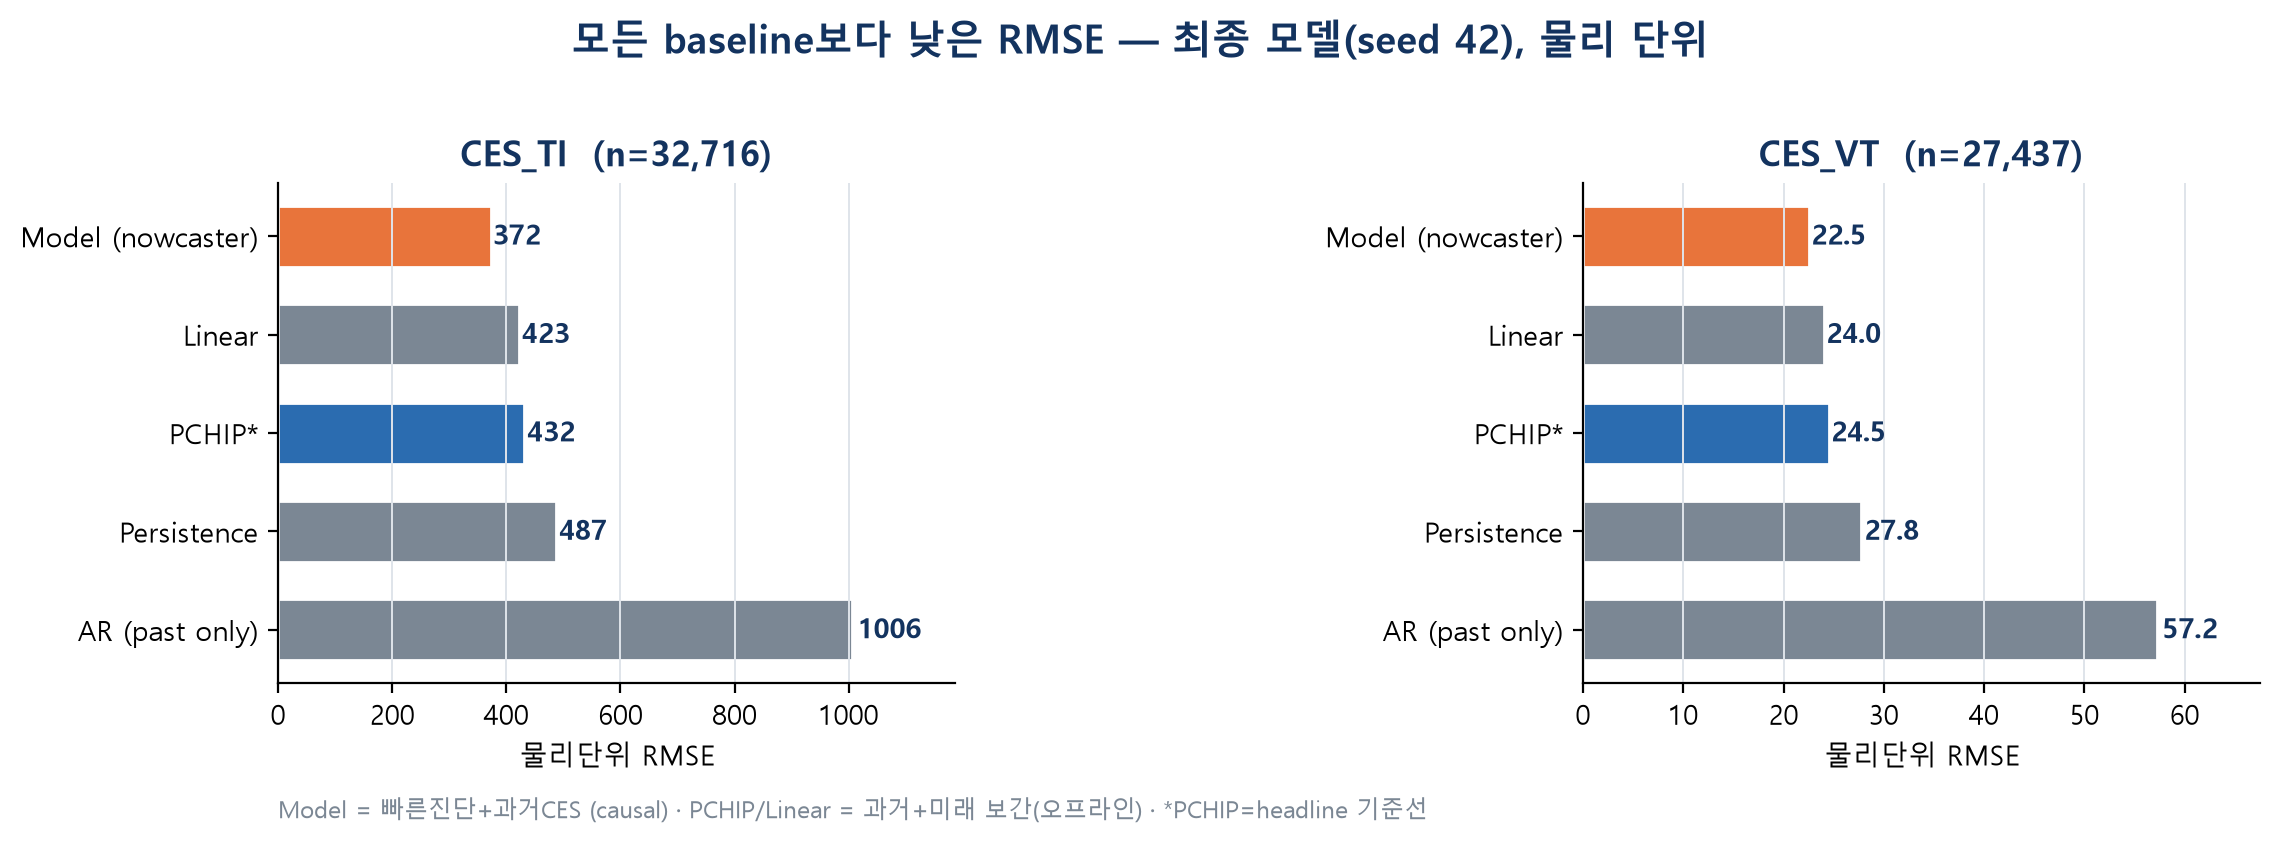 모든 baseline보다 낮은 RMSE — 최종 모델(seed 42), 물리 단위
CES_TI (n=32,716)
Model (nowcaster)
372
Linear
423
PCHIP*
432
Persistence
487
AR (past only)
1006
0 200 400 600 800 1000
물리단위 RMSE
CES_VT (n=27,437)
Model (nowcaster)
22.5
Linear
24.0
PCHIP*
24.5
Persistence
27.8
AR (past only)
57.2
0 10 20 30 40 50 60
물리단위 RMSE
Model = 빠른진단+과거CES (causal) · PCHIP/Linear = 과거+미래 보간(오프라인) · *PCHIP=headline 기준선